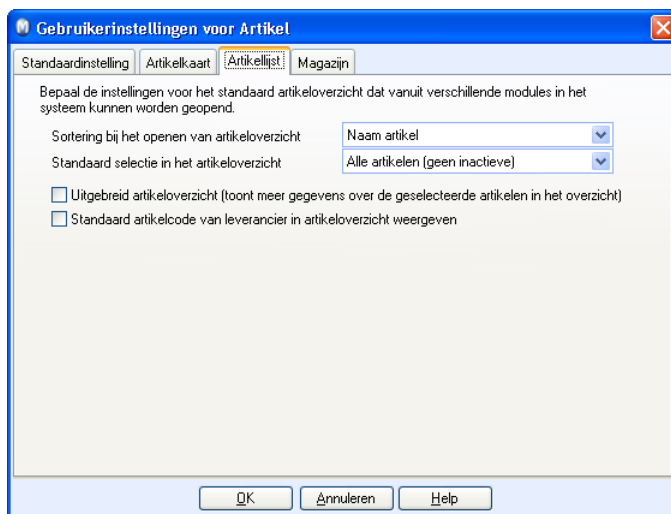 Gebruikerinstellingen voor Artikel
Standaardinstelling Artikelkaart Artikellijst Magazijn
Bepaal de instellingen voor het standaard artikeloverzicht dat vanuit verschillende modules in het
systeem kunnen worden geopend.
Sortering bij het openen van artikeloverzicht Naam artikel
Standaard selectie in het artikeloverzicht Alle artikelen (geen inactieve)
Uitgebreid artikeloverzicht (toont meer gegevens over de geselecteerde artikelen in het overzicht)
Standaard artikelcode van leverancier in artikeloverzicht weergeven
OK Annuleren Help